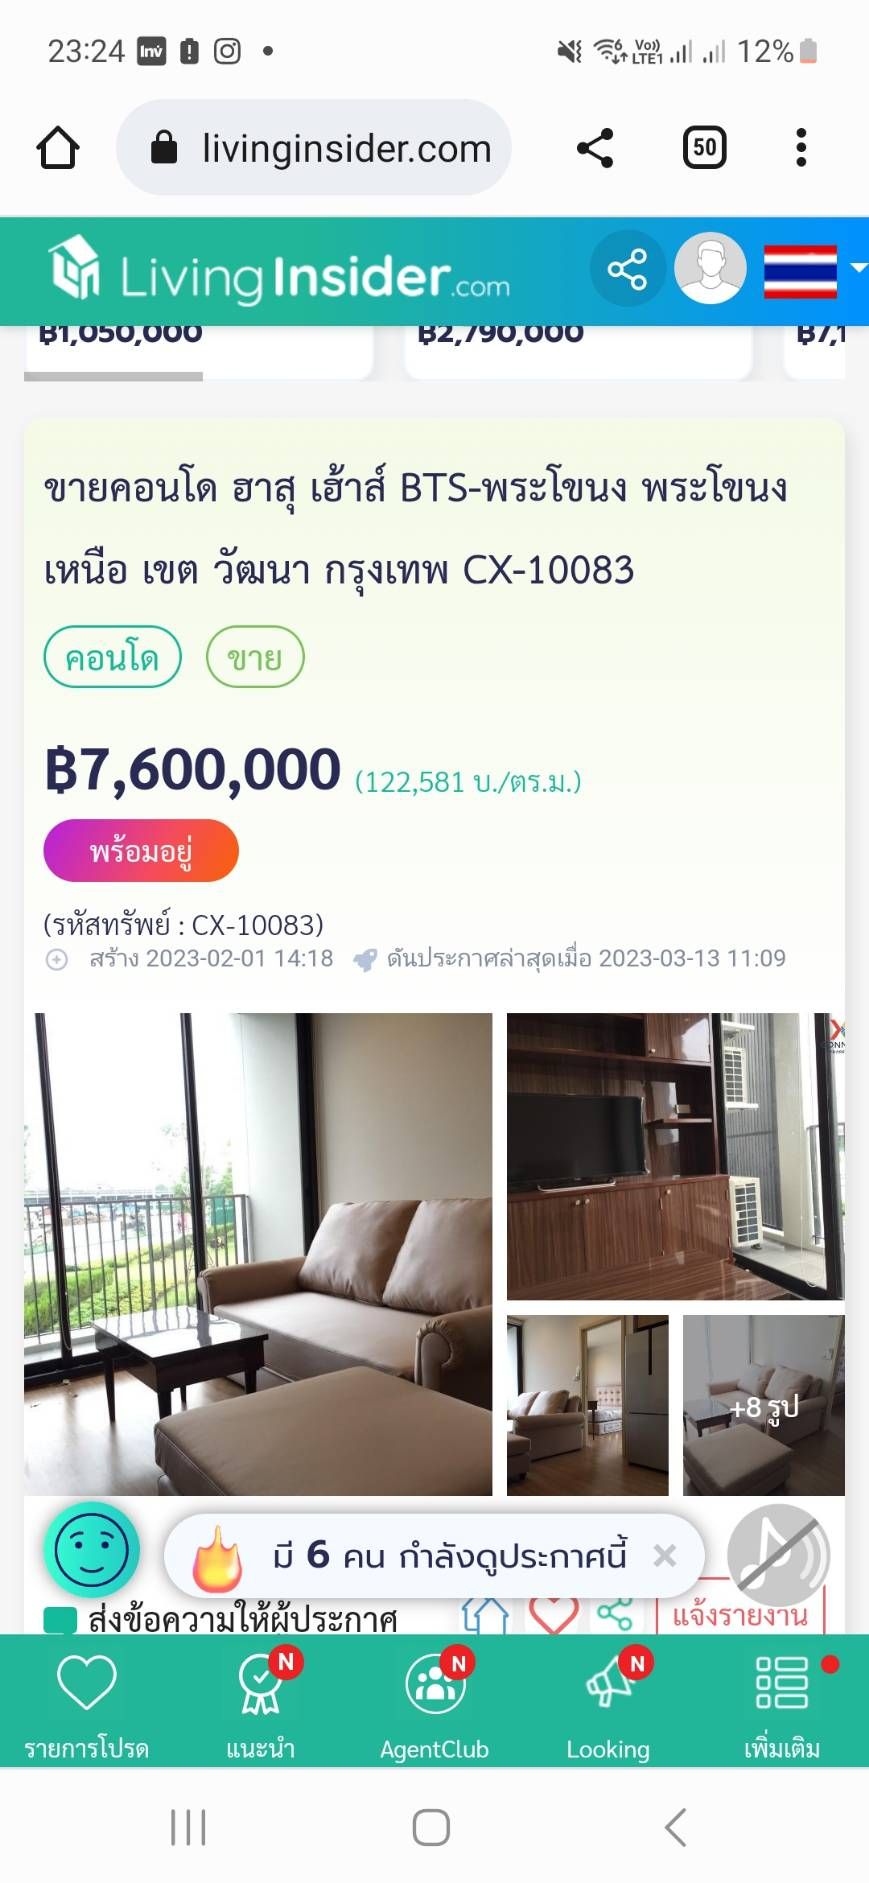 23:24
Vo))
LTE1
12%
livinginsider.com
50
LivingInsider.com
฿1,050,000
฿2,790,000
฿7,1
ขายคอนโด ฮาสุ เฮ้าส์ BTS-พระโขนง พระโขนง
เหนือ เขต วัฒนา กรุงเทพ CX-10083
คอนโด
ขาย
฿7,600,000 (122,581 บ./ตร.ม.)
พร้อมอยู่
(รหัสทรัพย์ : CX-10083)
สร้าง 2023-02-01 14:18 ดันประกาศล่าสุดเมื่อ 2023-03-13 11:09
+8 รูป
มี 6 คน กำลังดูประกาศนี้
ส่งข้อความให้ผู้ประกาศ
แจ้งรายงาน
N
N
N
รายการโปรด
แนะนำ
AgentClub
Looking
เพิ่มเติม